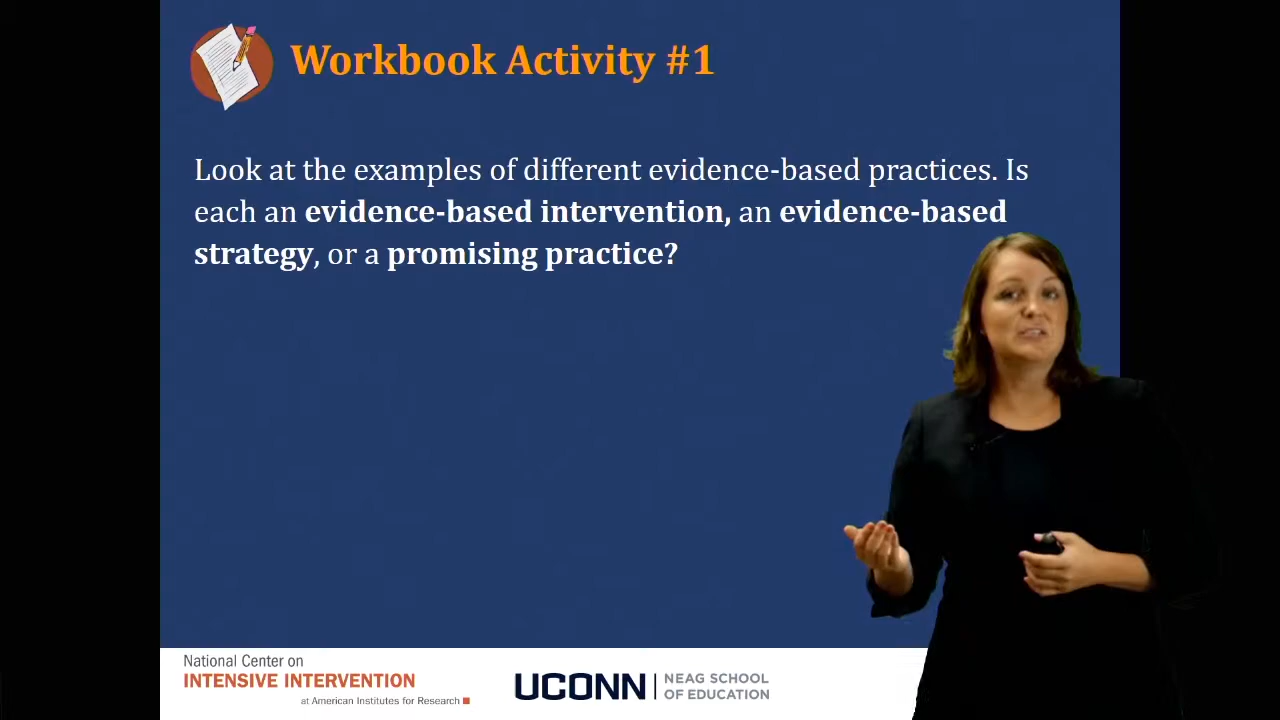 Workbook Activity #1
Look at the examples of different evidence-based practices. Is
each an evidence-based intervention, an evidence-based
strategy, or a promising practice?
National Center on
INTENSIVE INTERVENTION
at American Institutes for Research
UCONN
NEAG SCHOOL
OF EDUCATION